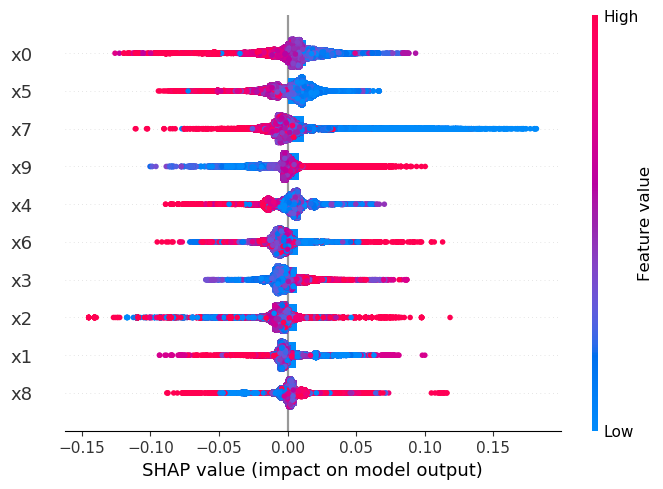 High
x0
x5
x7
x9
x4
x6
x3
x2
x1
x8
Feature value
Low
−0.15 −0.10 −0.05 0.00 0.05 0.10 0.15
SHAP value (impact on model output)